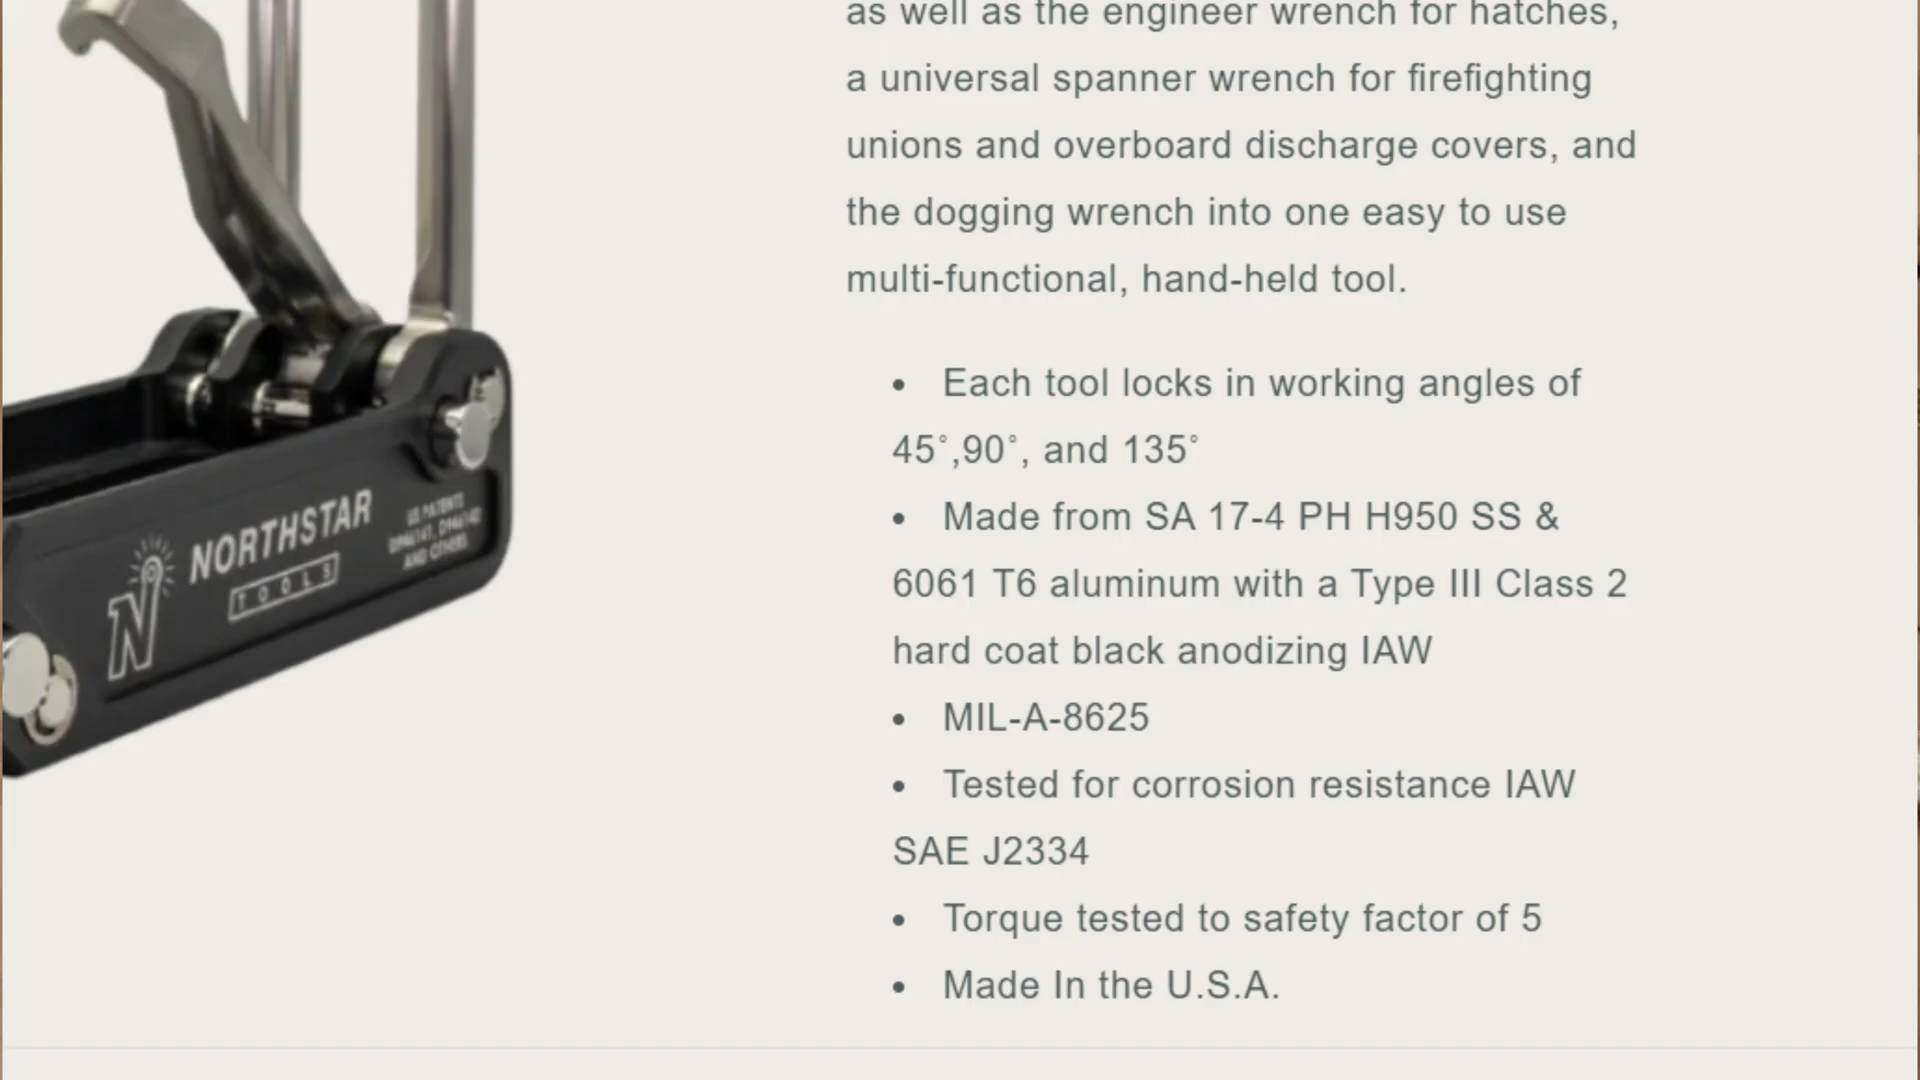 as well as the engineer wrench for hatches,
a universal spanner wrench for firefighting
unions and overboard discharge covers, and
the dogging wrench into one easy to use
multi-functional, hand-held tool.
• Each tool locks in working angles of
45°,90°, and 135°
• Made from SA 17-4 PH H950 SS &
6061 T6 aluminum with a Type III Class 2
hard coat black anodizing IAW
• MIL-A-8625
• Tested for corrosion resistance IAW
SAE J2334
• Torque tested to safety factor of 5
• Made In the U.S.A.
N NORTHSTAR
TOOLS
US PATENTS
AND OTHERS